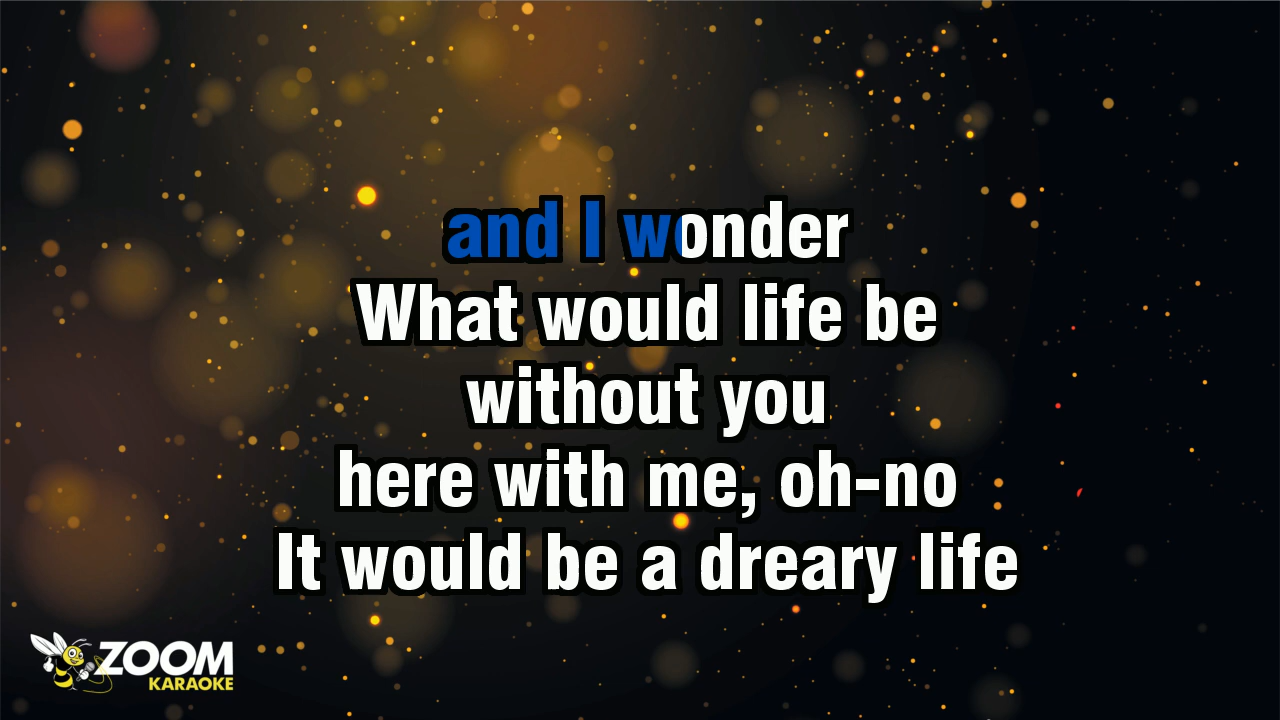 and I wonder
What would life be
without you
here with me, oh-no
It would be a dreary life
ZOOM
KARAOKE